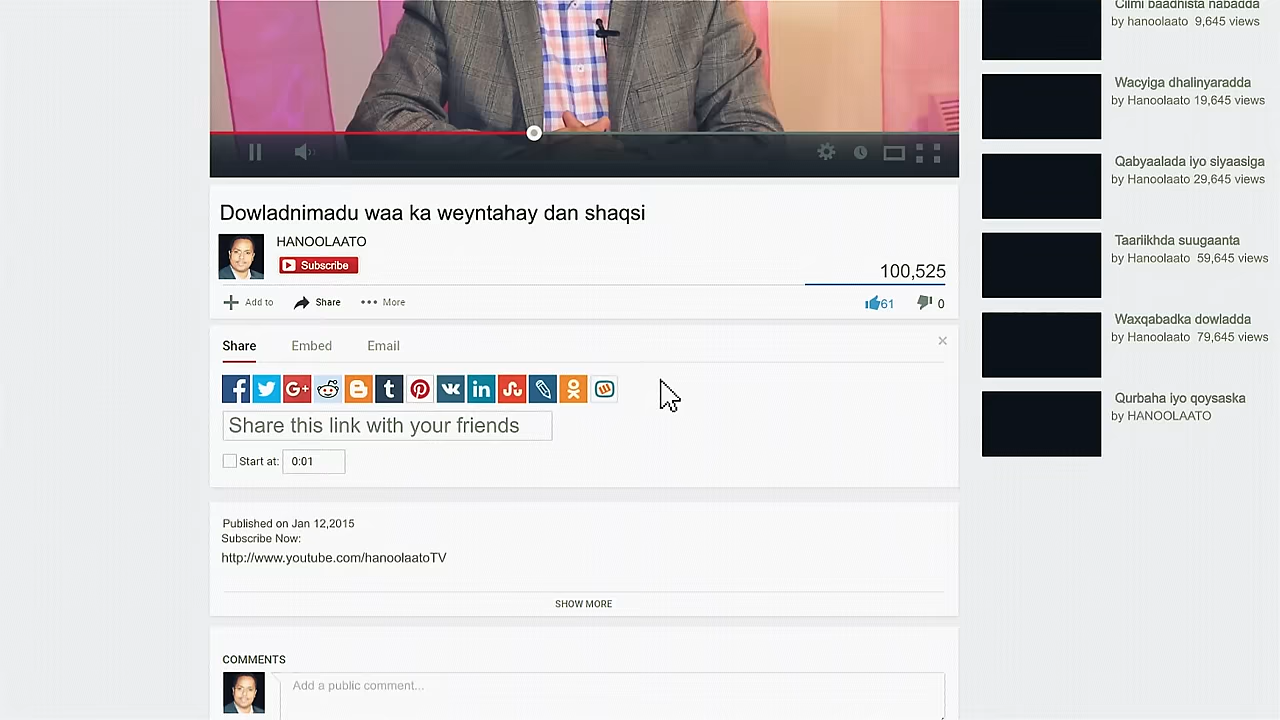 Dowladnimadu waa ka weyntahay dan shaqsi
HANOOLAATO
Subscribe
100,525
Add to
Share
More
61
0
Share
Embed
Email
Share this link with your friends
Start at:
0:01
Published on Jan 12,2015
Subscribe Now:
http://www.youtube.com/hanoolaatoTV
SHOW MORE
COMMENTS
Add a public comment...
Cilmi baadhista nabadda
by hanoolaato 9,645 views
Wacyiga dhalinyaradda
by Hanoolaato 19,645 views
Qabyaalada iyo siyaasiga
by Hanoolaato 29,645 views
Taariikhda suugaanta
by Hanoolaato 59,645 views
Waxqabadka dowladda
by Hanoolaato 79,645 views
Qurbaha iyo qoysaska
by HANOOLAATO